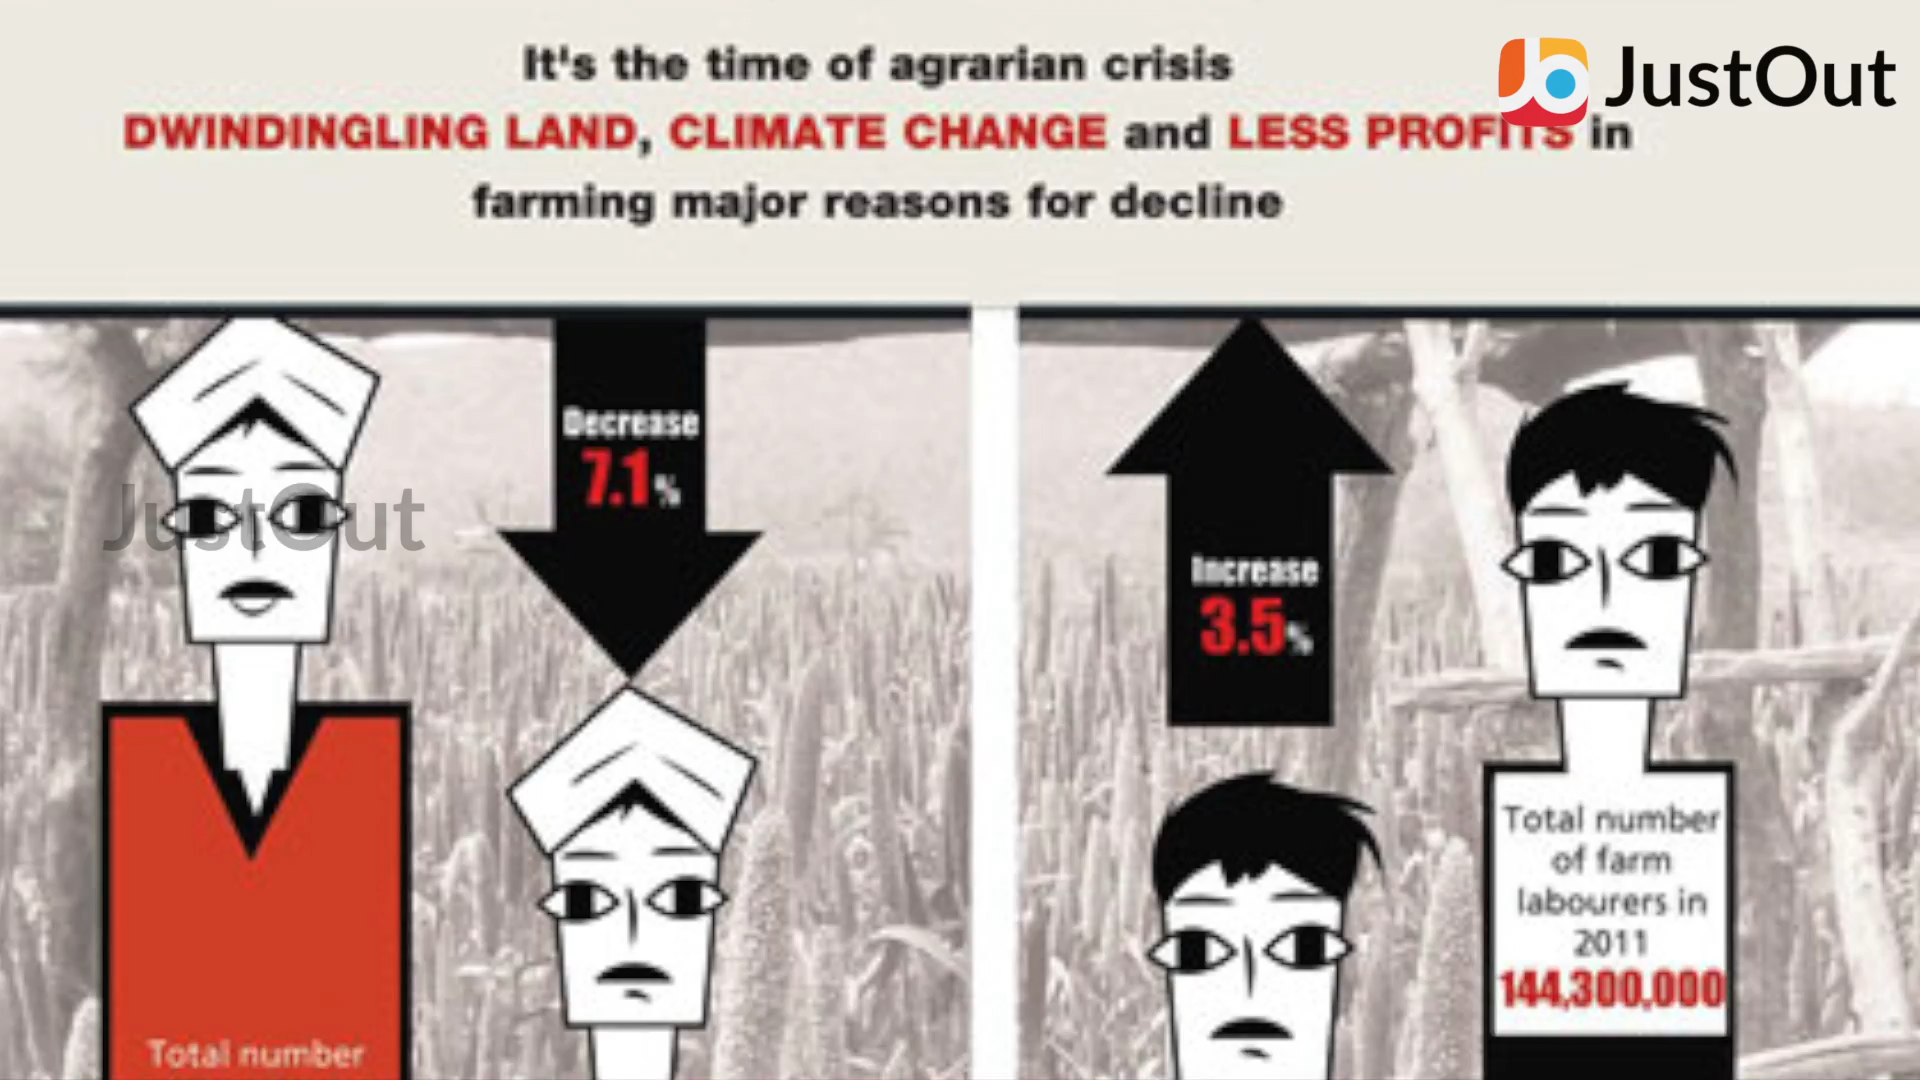 It's the time of agrarian crisis
DWINDINGLING LAND, CLIMATE CHANGE and LESS PROFITS in
farming major reasons for decline
JustOut
JustOut
Decrease
7.1%
Increase
3.5%
Total number
of farm
labourers in
2011
144,300,000
Total number